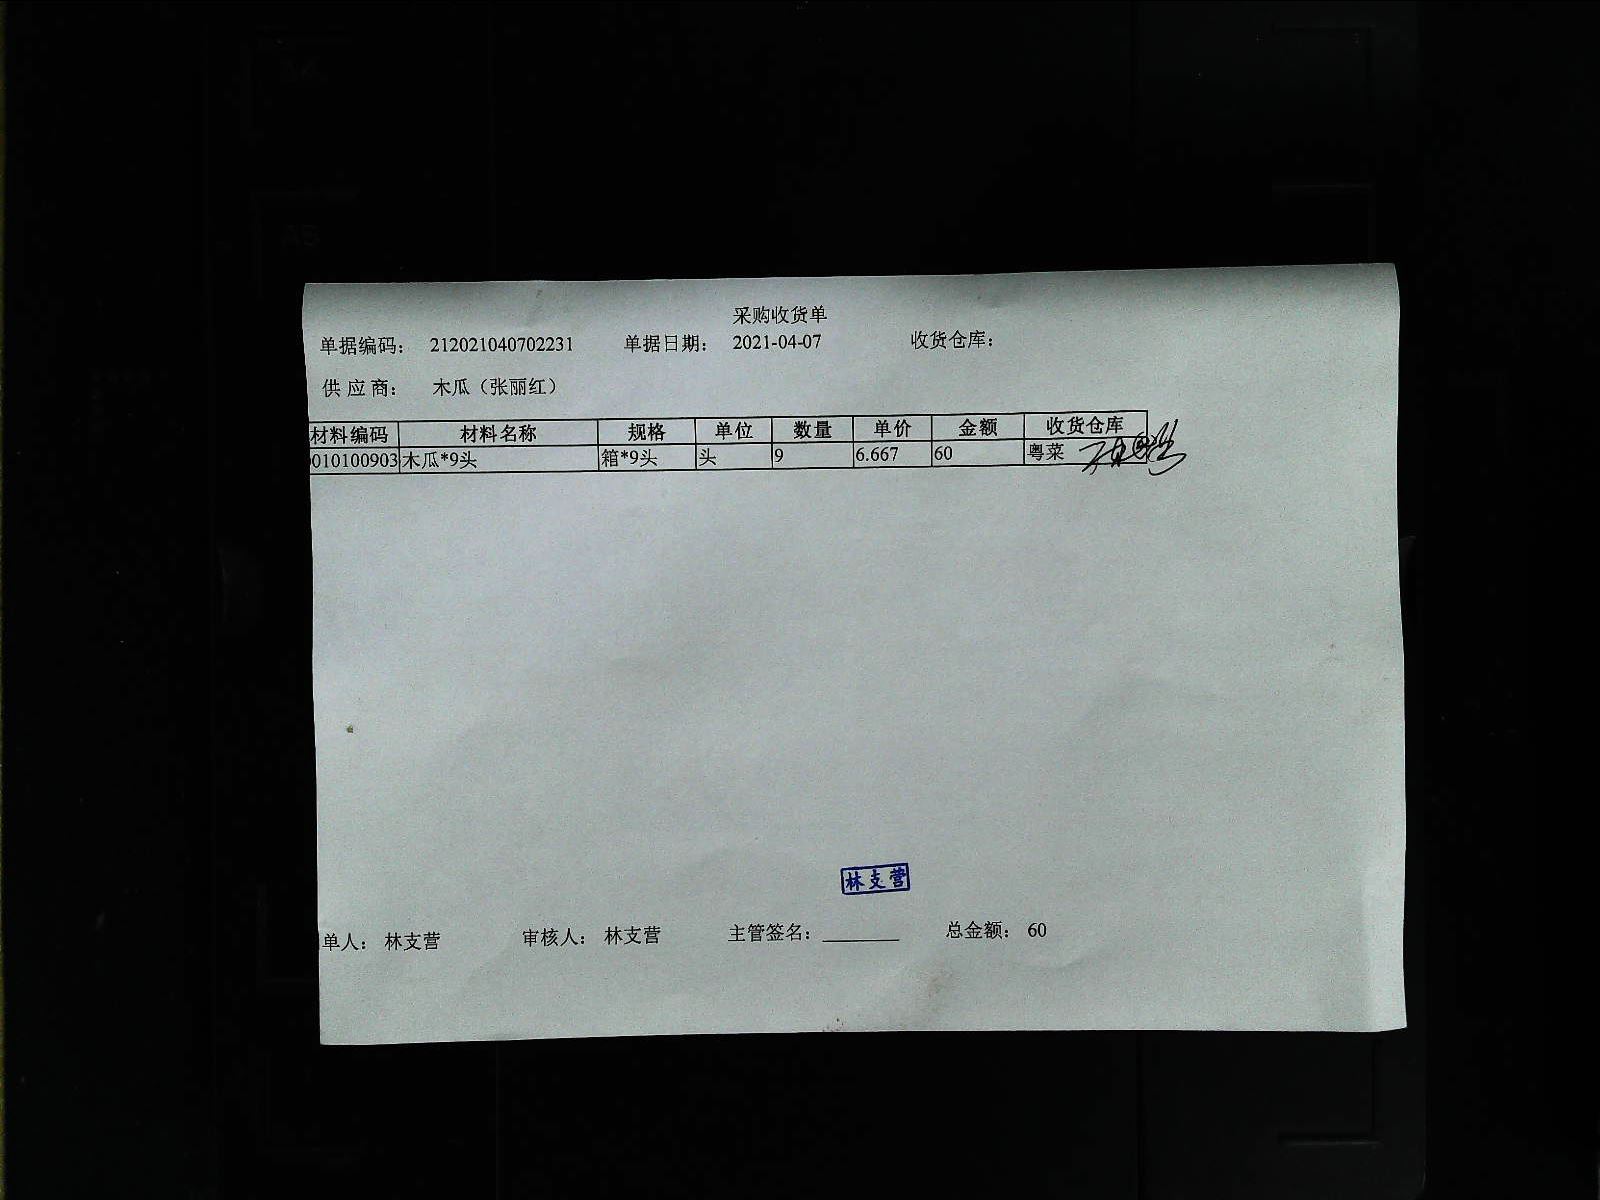 采购收货单
单据编码： 212021040702231 单据日期： 2021-04-07 收货仓库：
供 应 商： 木瓜（张丽红）
材料编码 材料名称 规格 单位 数量 单价 金额 收货仓库
010100903 木瓜*9头 箱*9头 头 9 6.667 60 粤菜
林支营
单人： 林支营 审核人： 林支营 主管签名：________ 总金额： 60